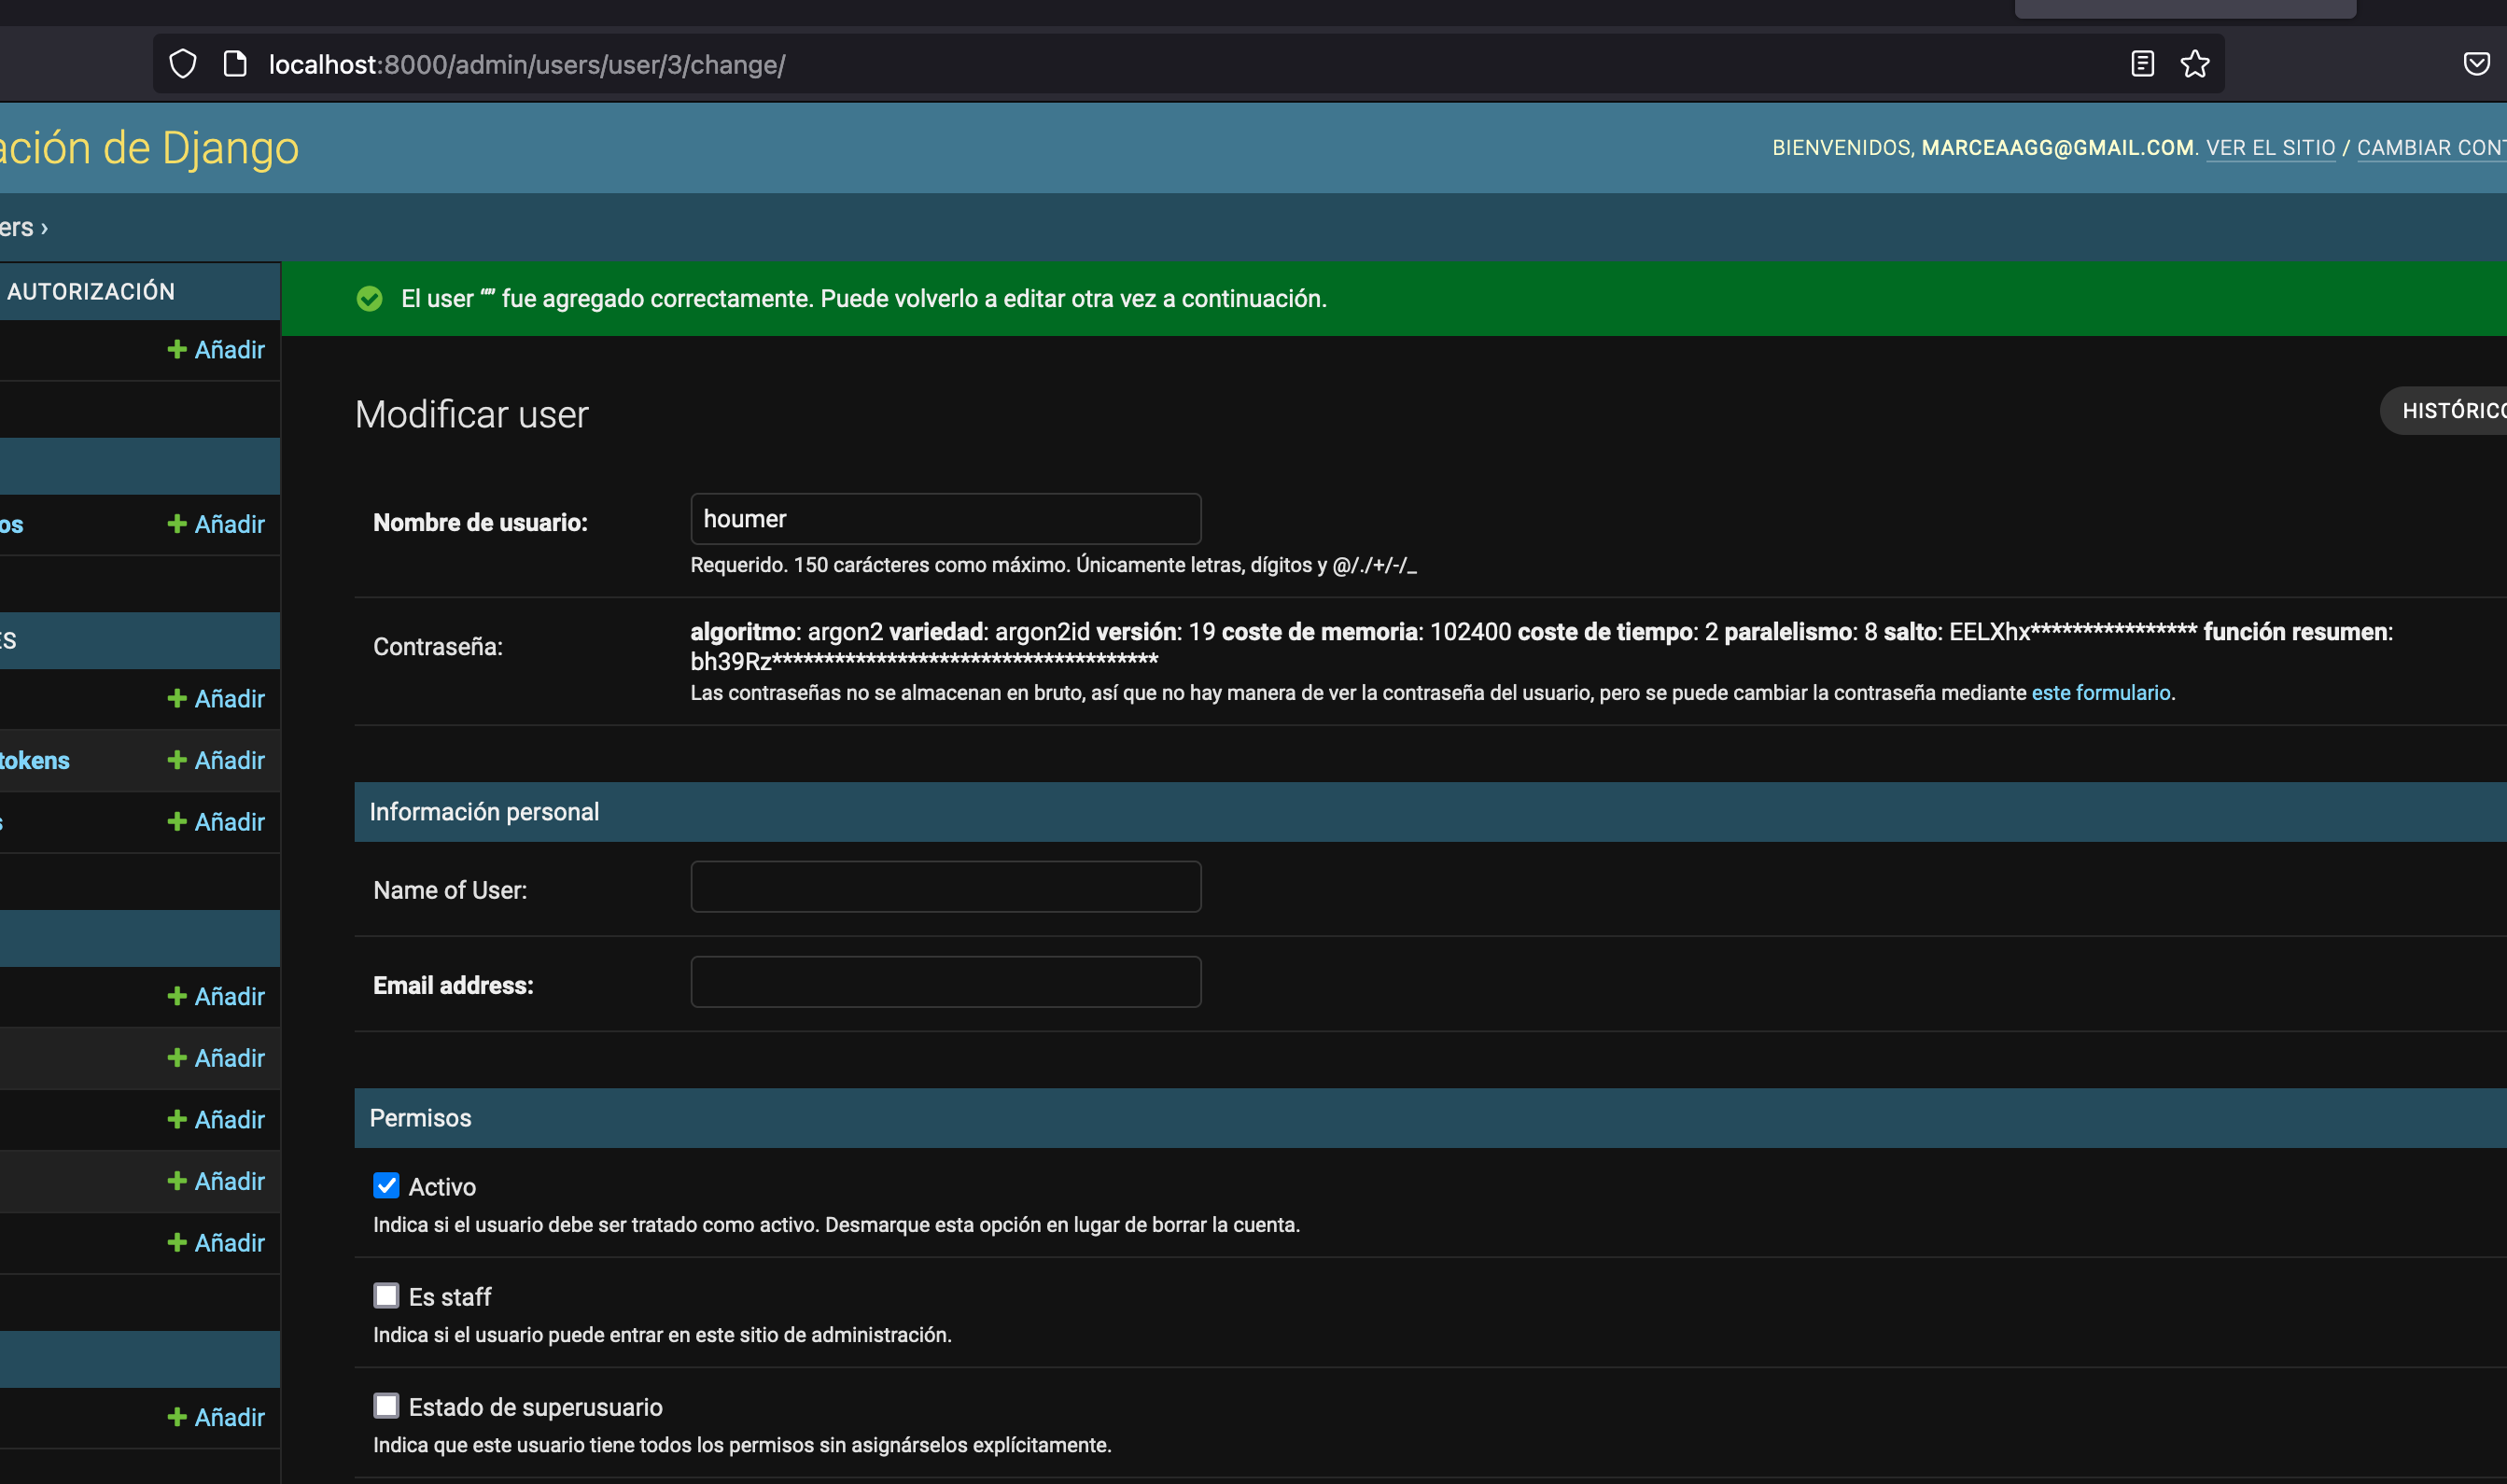 localhost:8000/admin/users/user/3/change/
ación de Django
BIENVENIDOS, MARCEAAGG@GMAIL.COM. VER EL SITIO / CAMBIAR CONT
ers ›
AUTORIZACIÓN
Añadir
os Añadir
ES
Añadir
tokens Añadir
s Añadir
Añadir
Añadir
Añadir
Añadir
Añadir
Añadir
El user “” fue agregado correctamente. Puede volverlo a editar otra vez a continuación.
Modificar user
HISTÓRICO
Nombre de usuario: houmer
Requerido. 150 carácteres como máximo. Únicamente letras, dígitos y @/./+/-/_
Contraseña: algoritmo: argon2 variedad: argon2id versión: 19 coste de memoria: 102400 coste de tiempo: 2 paralelismo: 8 salto: EELXhx**************** función resumen:
bh39Rz*************************************
Las contraseñas no se almacenan en bruto, así que no hay manera de ver la contraseña del usuario, pero se puede cambiar la contraseña mediante este formulario.
Información personal
Name of User:
Email address:
Permisos
Activo
Indica si el usuario debe ser tratado como activo. Desmarque esta opción en lugar de borrar la cuenta.
Es staff
Indica si el usuario puede entrar en este sitio de administración.
Estado de superusuario
Indica que este usuario tiene todos los permisos sin asignárselos explícitamente.